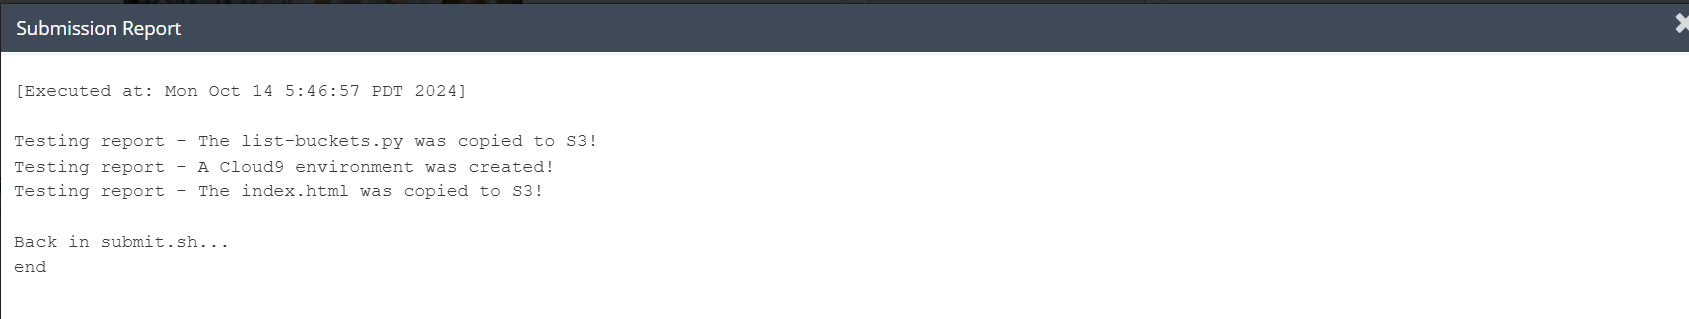 Submission Report
[Executed at: Mon Oct 14 5:46:57 PDT 2024]
Testing report - The list-buckets.py was copied to S3!
Testing report - A Cloud9 environment was created!
Testing report - The index.html was copied to S3!
Back in submit.sh...
end